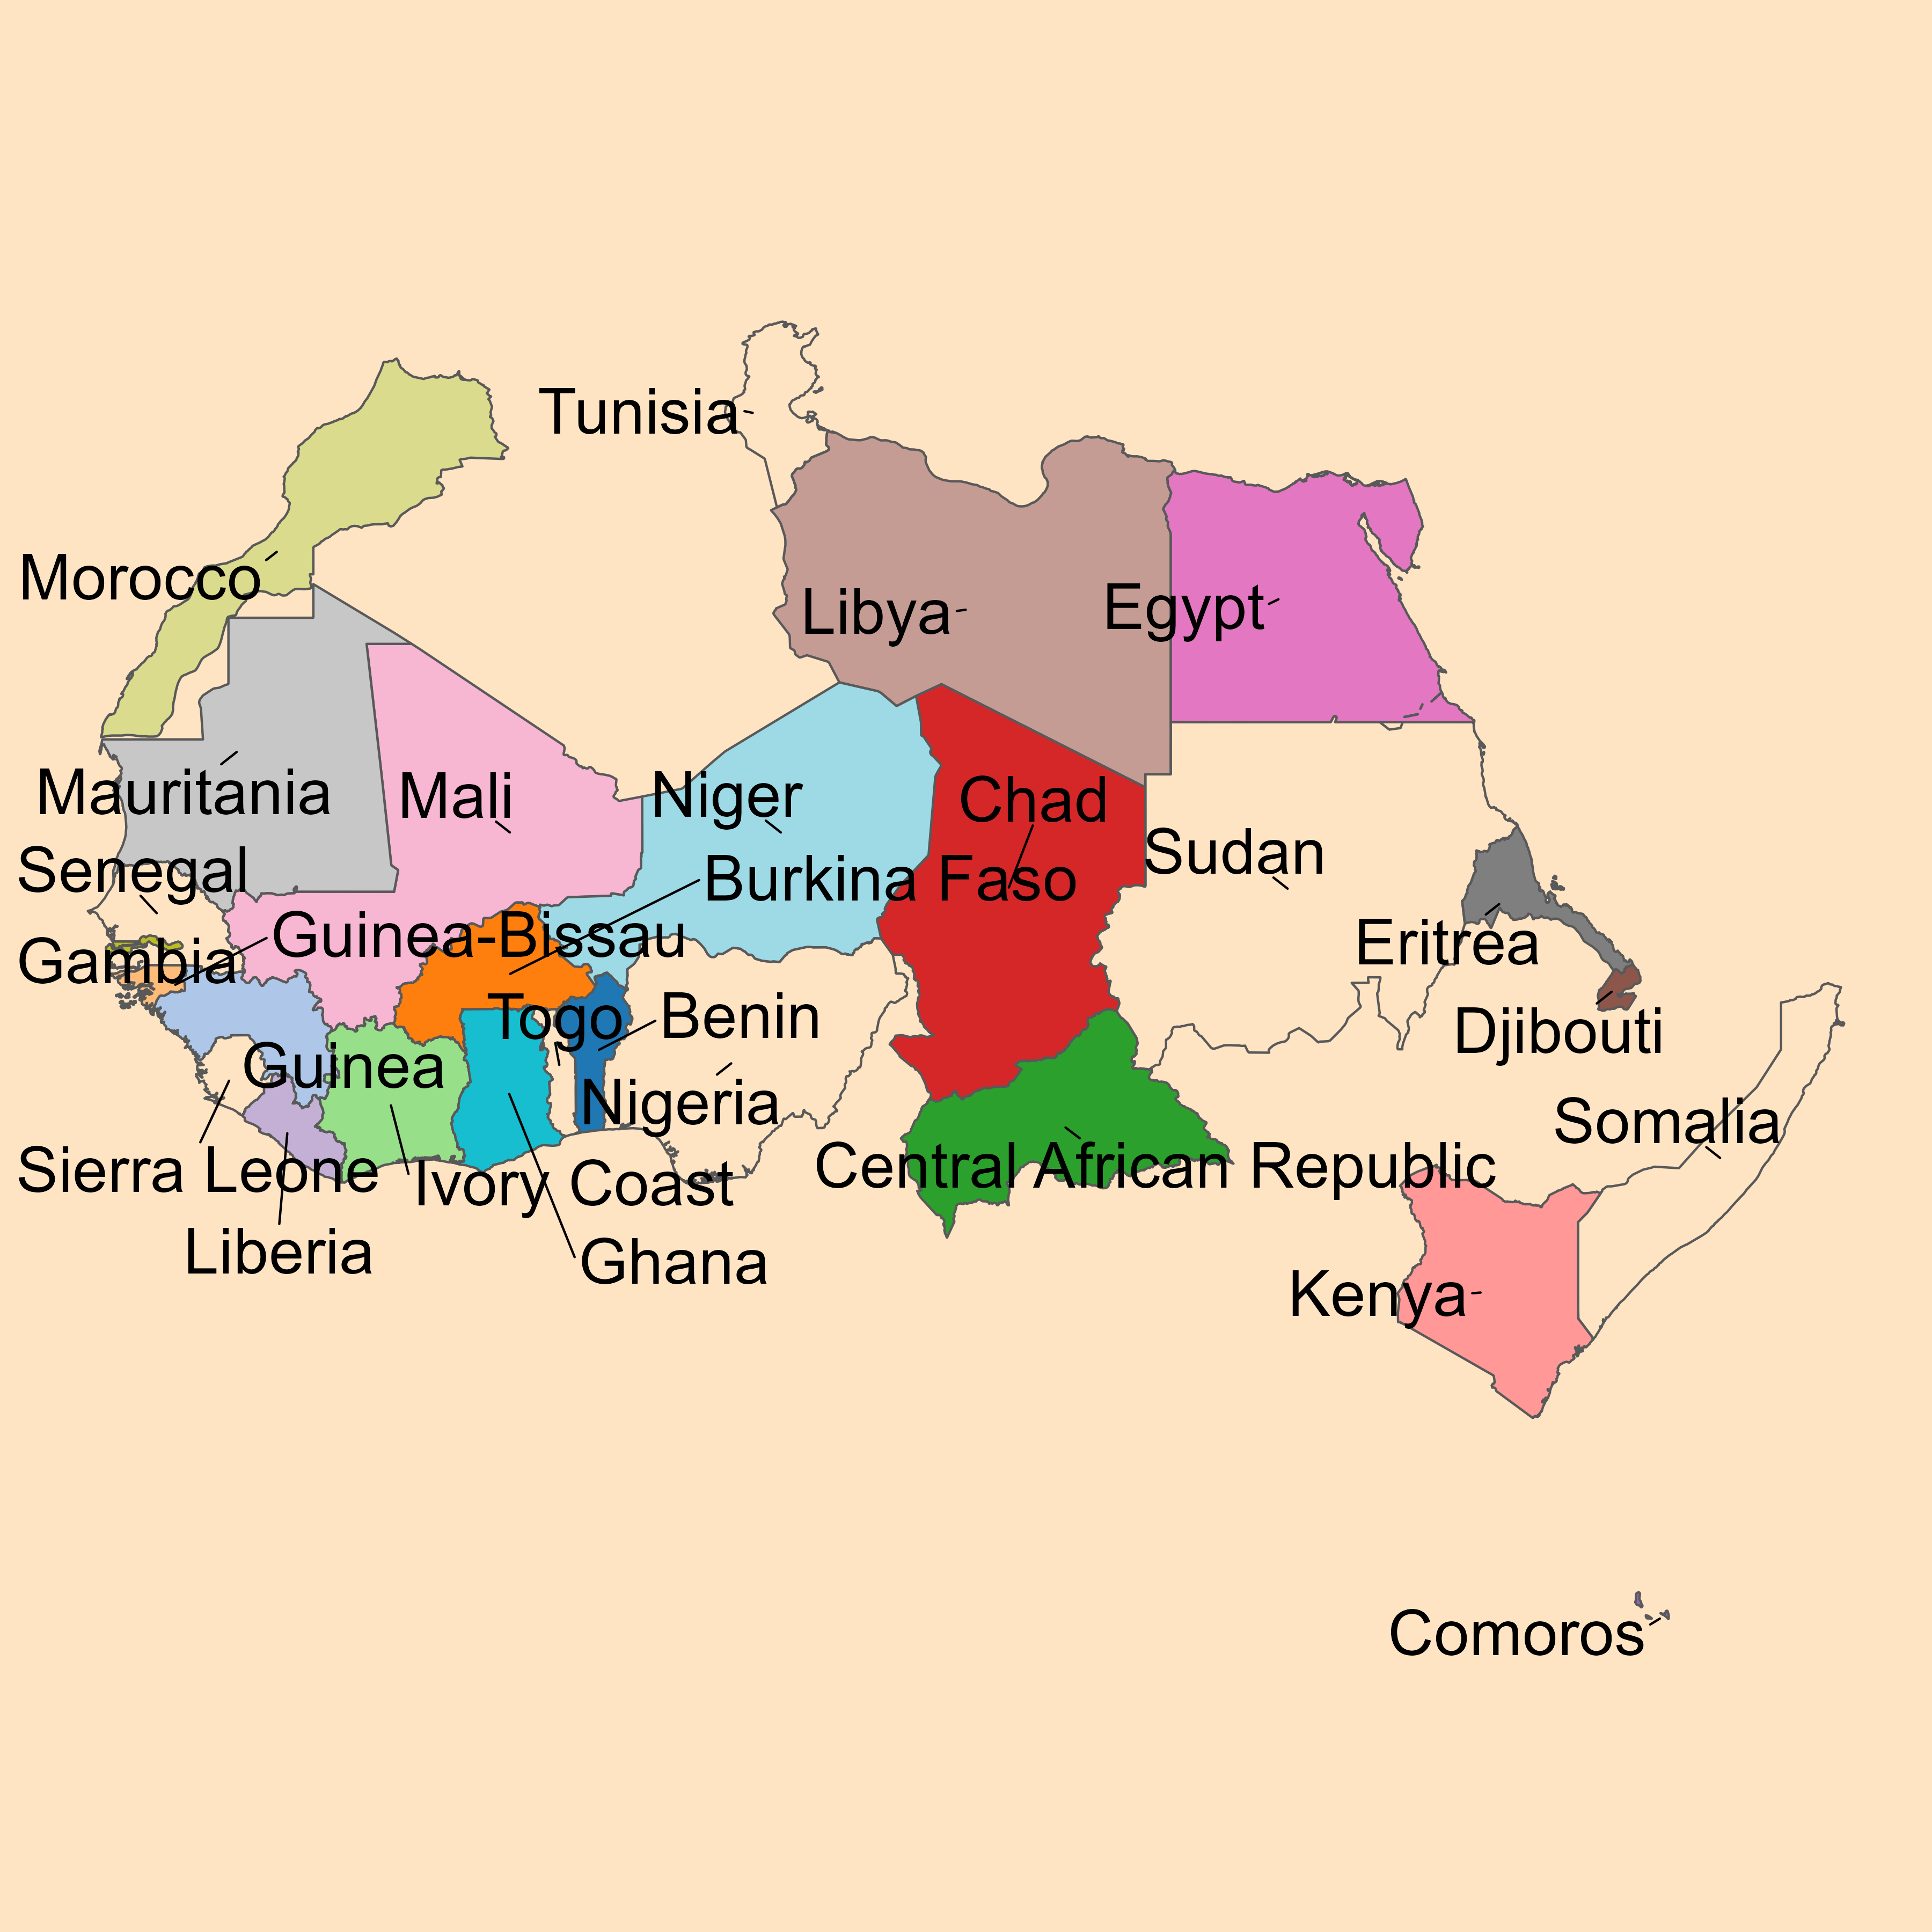 Tunisia
Morocco
Libya
Egypt
Mauritania
Mali
Niger
Chad
Senegal
Burkina Faso
Sudan
Gambia
Guinea-Bissau
Eritrea
Togo
Benin
Djibouti
Guinea
Nigeria
Somalia
Sierra Leone
Ivory Coast
Central African Republic
Liberia
Ghana
Kenya
Comoros